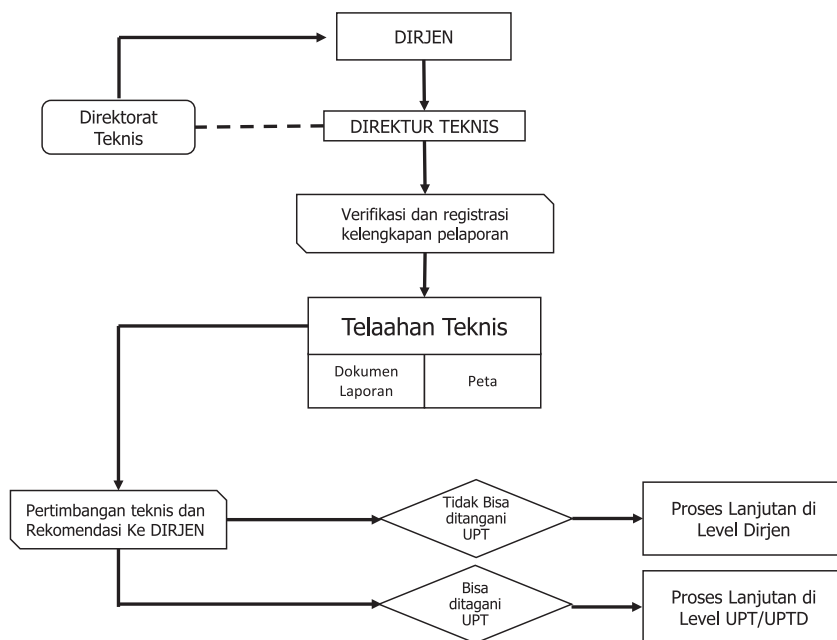 DIRJEN
Direktorat
Teknis
DIREKTUR TEKNIS
Verifikasi dan registrasi
kelengkapan pelaporan
Telaahan Teknis
Dokumen
Laporan
Peta
Pertimbangan teknis dan
Rekomendasi Ke DIRJEN
Tidak Bisa
ditangani
UPT
Proses Lanjutan di
Level Dirjen
Bisa
ditagani
UPT
Proses Lanjutan di
Level UPT/UPTD